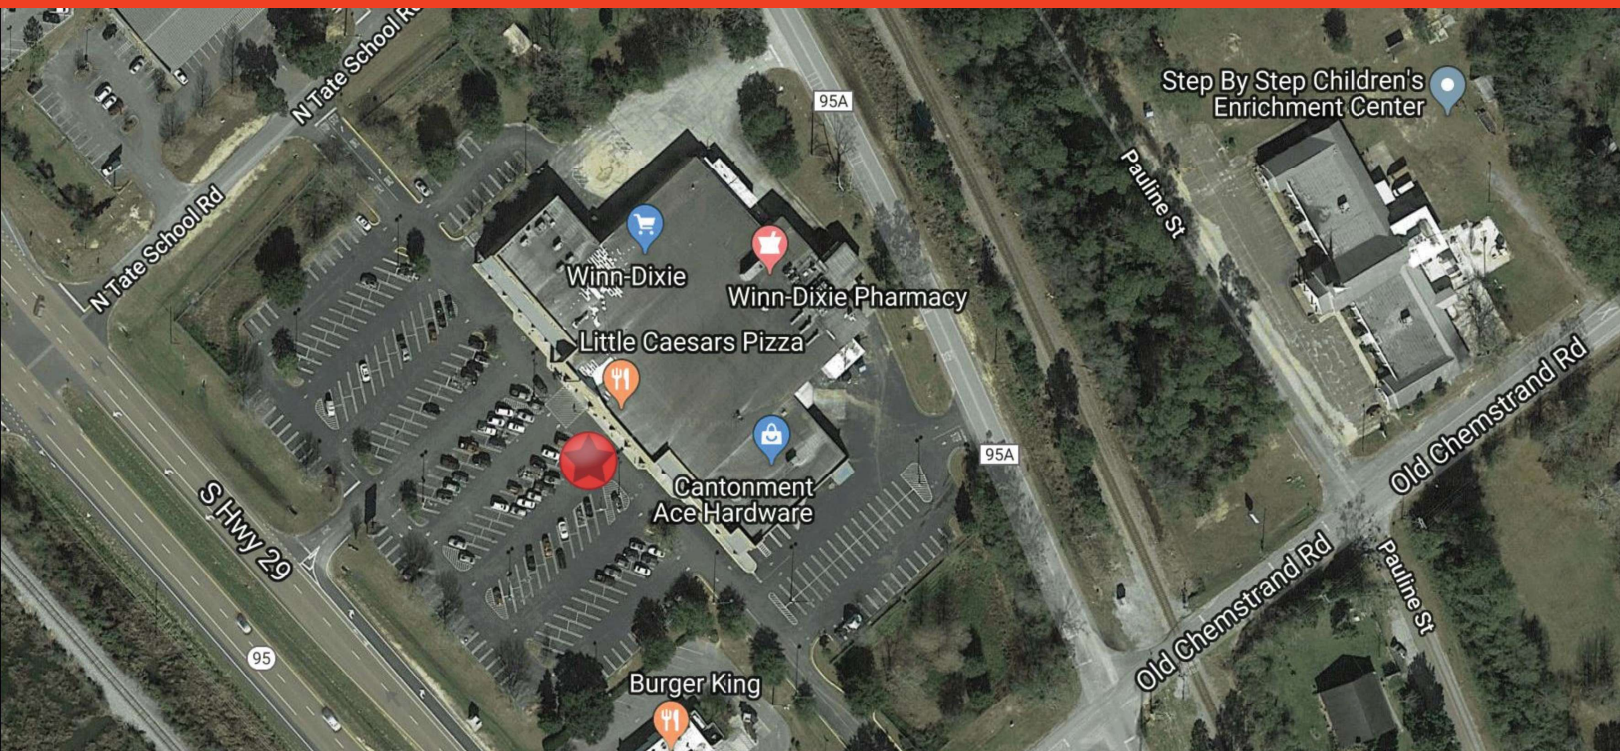 N Tate School Rd
95A
Step By Step Children's
Enrichment Center
Pauline St
N Tate School Rd
Winn-Dixie
Winn-Dixie Pharmacy
Little Caesars Pizza
95A
Old Chemstrand Rd
S Hwy 29
Cantonment
Ace Hardware
Old Chemstrand Rd
Pauline St
95
Burger King